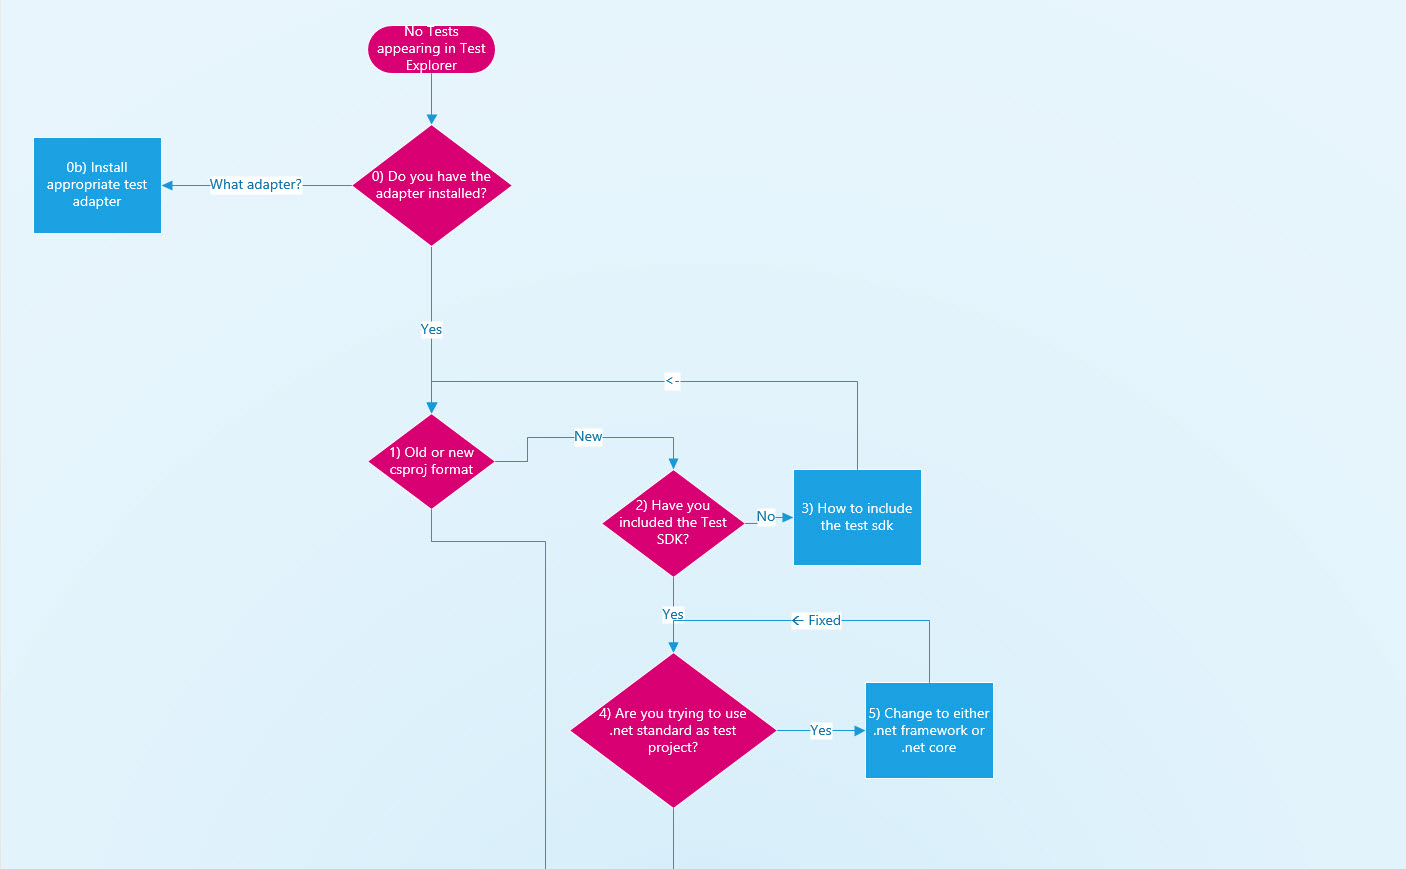 No Tests
appearing in Test
Explorer
0b) Install
appropriate test
adapter
What adapter?
0) Do you have the
adapter installed?
Yes
<-
1) Old or new
csproj format
New
2) Have you
included the Test
SDK?
No
3) How to include
the test sdk
Yes
<- Fixed
4) Are you trying to use
.net standard as test
project?
Yes
5) Change to either
.net framework or
.net core